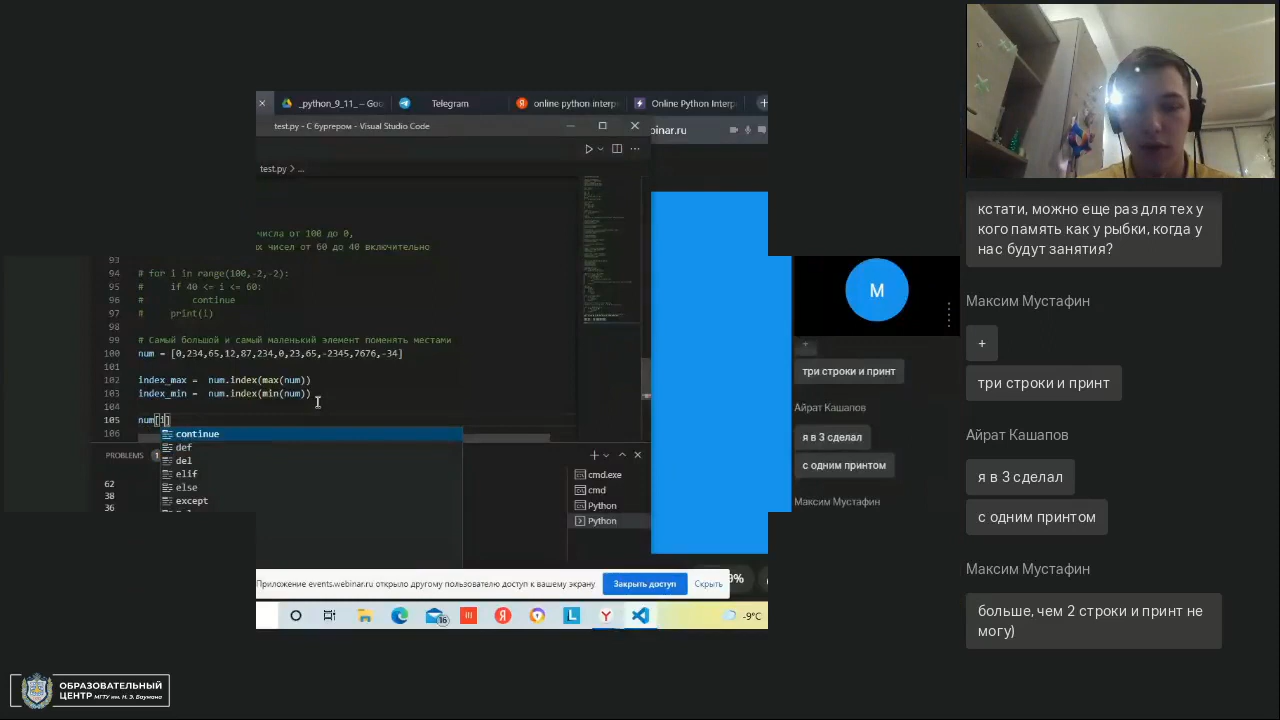 _python_9_11_ – Goo
Telegram
online python interp
Online Python Interp
test.py - С бургером - Visual Studio Code
binar.ru
test.py > ...
числа от 100 до 0,
х чисел от 60 до 40 включительно
93
94 # for i in range(100,-2,-2):
95 #     if 40 <= i <= 60:
96 #         continue
97 #     print(i)
98
99 # Самый большой и самый маленький элемент поменять местами
100 num = [0,234,65,12,87,234,0,23,65,-2345,7676,-34]
101
102 index_max =  num.index(max(num))
103 index_min =  num.index(min(num))
104
105
106
continue
def
del
elif
else
except
PROBLEMS 1
62
38
36
cmd.exe
cmd
Python
Python
Приложение events.webinar.ru открыло другому пользователю доступ к вашему экрану
Закрыть доступ
Скрыть
16
-9°C
М
+
три строки и принт
Айрат Кашапов
я в 3 сделал
с одним принтом
Максим Мустафин
кстати, можно еще раз для тех у
кого память как у рыбки, когда у
нас будут занятия?
Максим Мустафин
+
три строки и принт
Айрат Кашапов
я в 3 сделал
с одним принтом
Максим Мустафин
больше, чем 2 строки и принт не
могу)
ОБРАЗОВАТЕЛЬНЫЙ
ЦЕНТР МГТУ им. Н. Э. Баумана